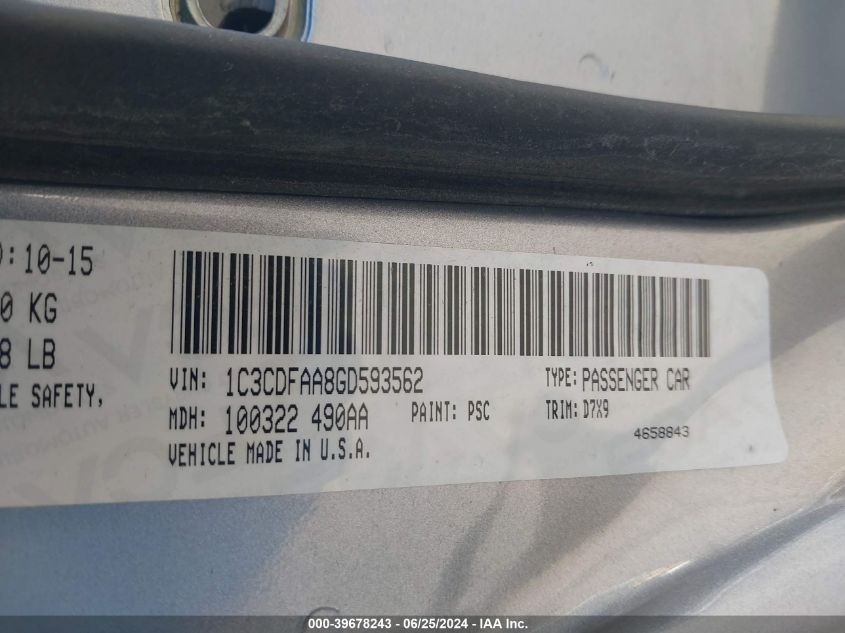 : 10-15
0 KG
8 LB
LE SAFETY,
VIN: 1C3CDFAA8GD593562
TYPE: PASSENGER CAR
MDH: 100322 490AA
PAINT: PSC
TRIM: D7X9
VEHICLE MADE IN U.S.A.
4658843
000-39678243 - 06/25/2024 - IAA Inc.